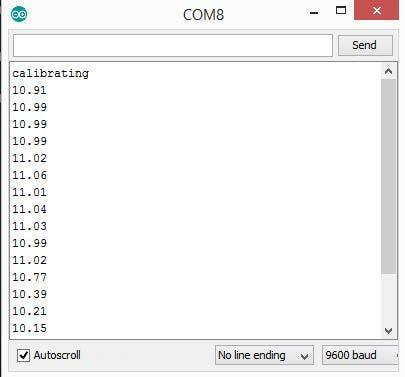 COM8
Send
calibrating
10.91
10.99
10.99
10.99
11.02
11.06
11.01
11.04
11.03
10.99
11.02
10.77
10.39
10.21
10.15
Autoscroll
No line ending
9600 baud